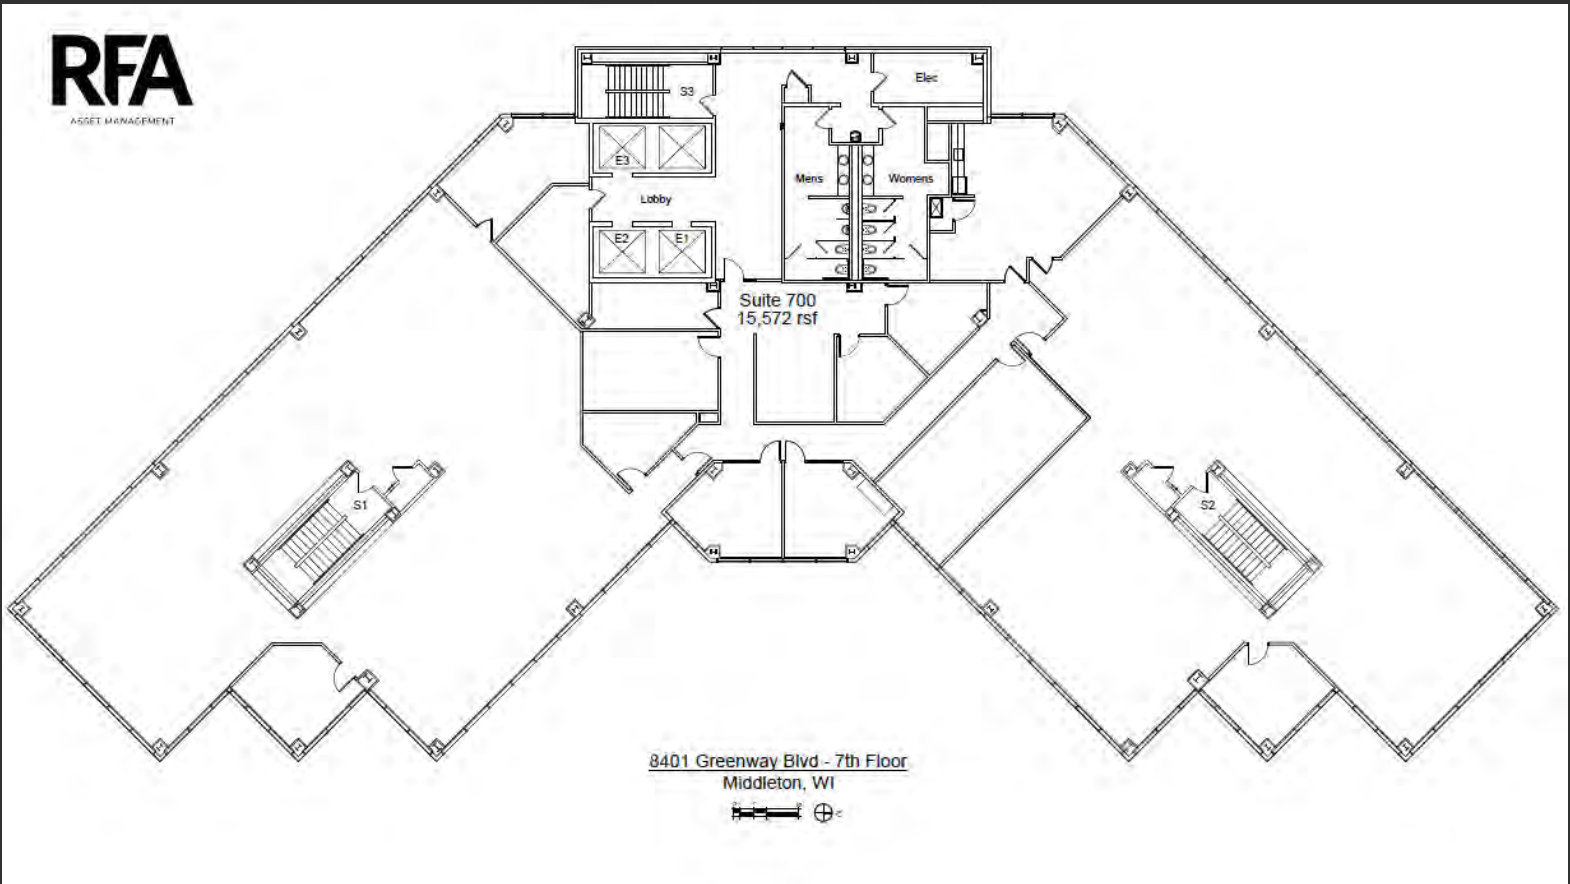 RFA
ASSET MANAGEMENT
S3
Elec
E3
Mens
Womens
Lobby
E2
E1
Suite 700
15,572 rsf
S1
S2
8401 Greenway Blvd - 7th Floor
Middleton, WI